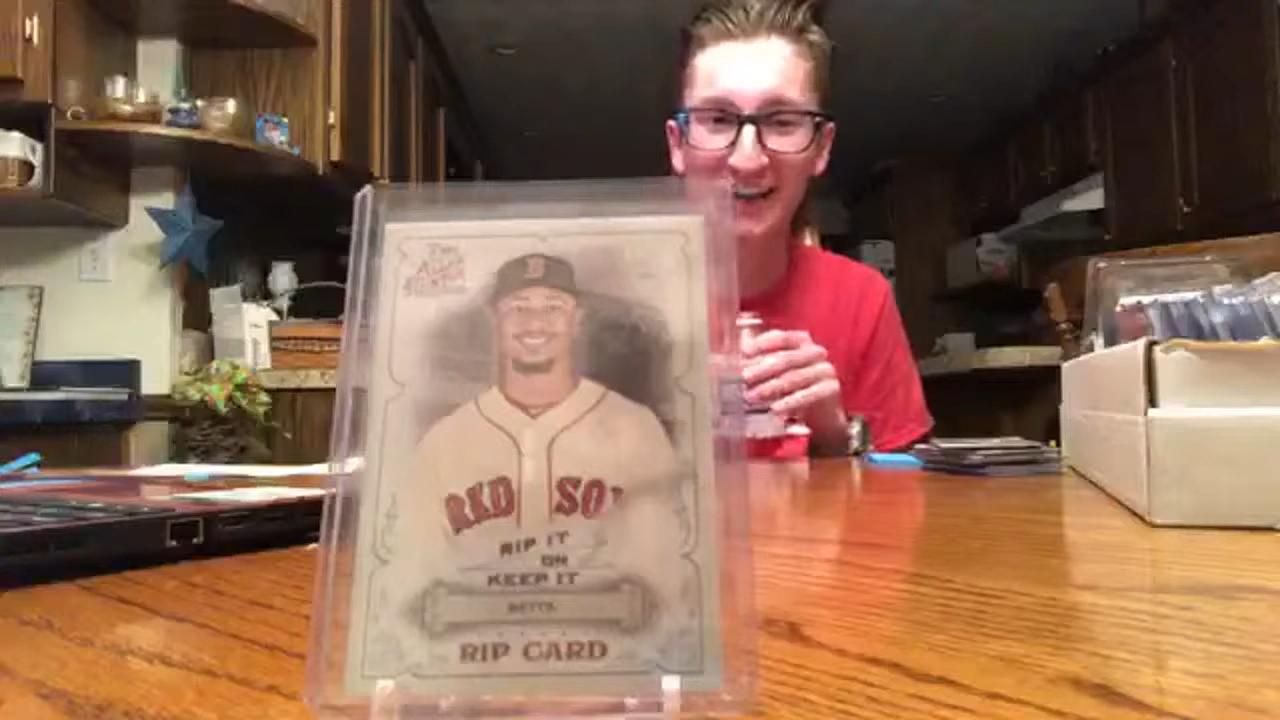 B
RED SOX
RIP IT
OR
KEEP IT
BETTS
RIP CARD